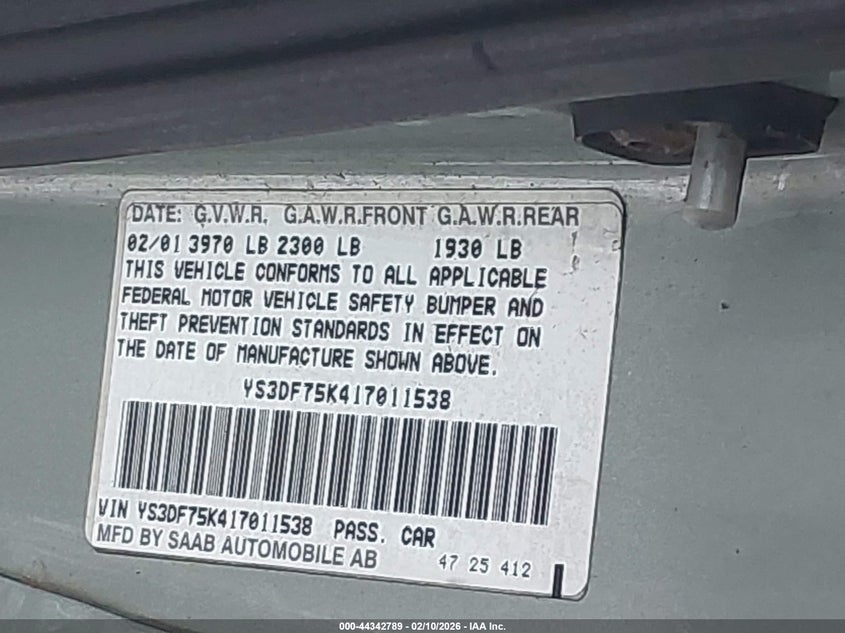 DATE: G.V.W.R. G.A.W.R.FRONT G.A.W.R.REAR
02/01 3970 LB 2300 LB 1930 LB
THIS VEHICLE CONFORMS TO ALL APPLICABLE
FEDERAL MOTOR VEHICLE SAFETY BUMPER AND
THEFT PREVENTION STANDARDS IN EFFECT ON
THE DATE OF MANUFACTURE SHOWN ABOVE.
YS3DF75K417011538
VIN YS3DF75K417011538 PASS. CAR
MFD BY SAAB AUTOMOBILE AB 47 25 412
000-44342789 - 02/10/2026 - IAA Inc.